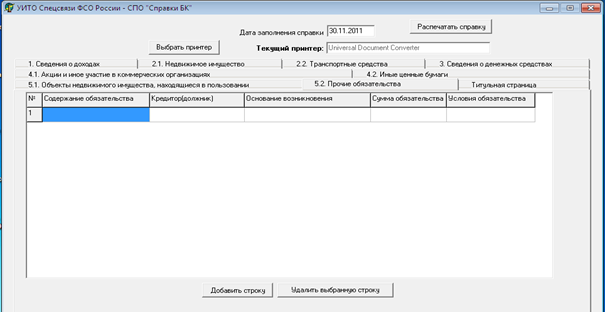 УИТО Спецсвязи ФСО России - СПО "Справки БК"
Дата заполнения справки 30.11.2011 Распечатать справку
Выбрать принтер Текущий принтер: Universal Document Converter
1. Сведения о доходах 2.1. Недвижимое имущество 2.2. Транспортные средства 3. Сведения о денежных средствах
4.1. Акции и иное участие в коммерческих организациях 4.2. Иные ценные бумаги
5.1. Объекты недвижимого имущества, находящиеся в пользовании 5.2. Прочие обязательства Титульная страница
№ Содержание обязательства Кредитор(должник) Основание возникновения Сумма обязательства Условия обязательства
1
Добавить строку Удалить выбранную строку